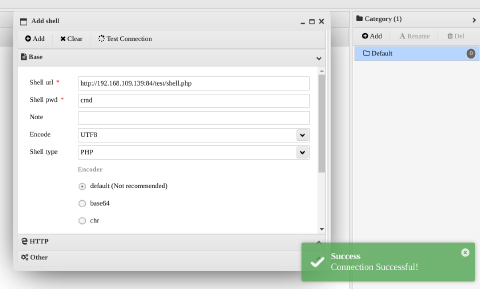 Add shell
Add Clear Test Connection
Base
Shell url * http://192.168.109.139:84/test/shell.php
Shell pwd * cmd
Note
Encode UTF8
Shell type PHP
Encoder
default (Not recommended)
base64
chr
HTTP
Other
Category (1)
Add Rename Del
Default 0
Success
Connection Successful!